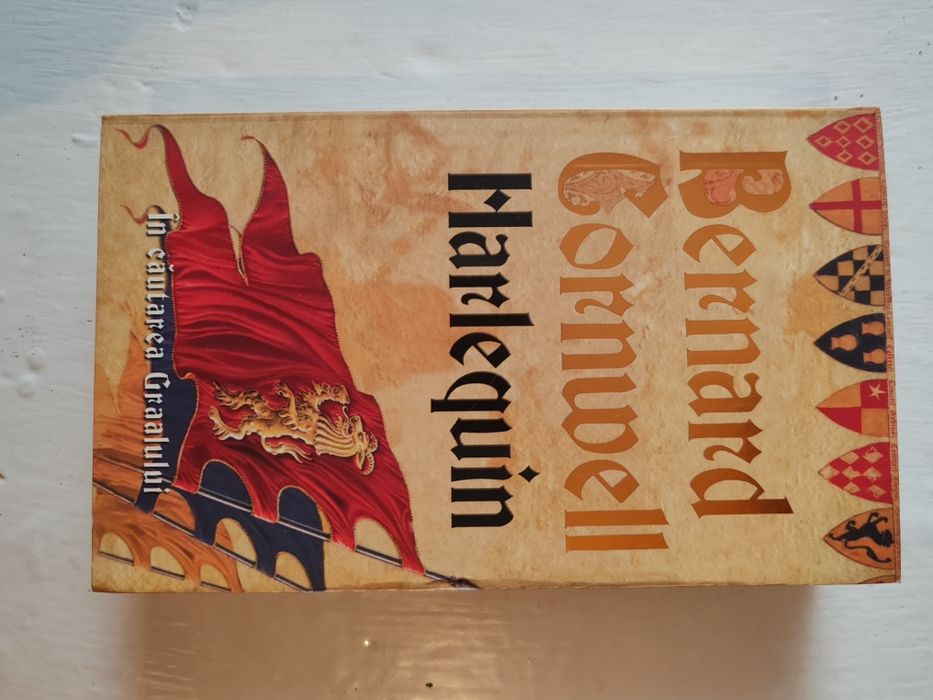 Bernard
Cornwell
Harlequin
În căutarea Graalului